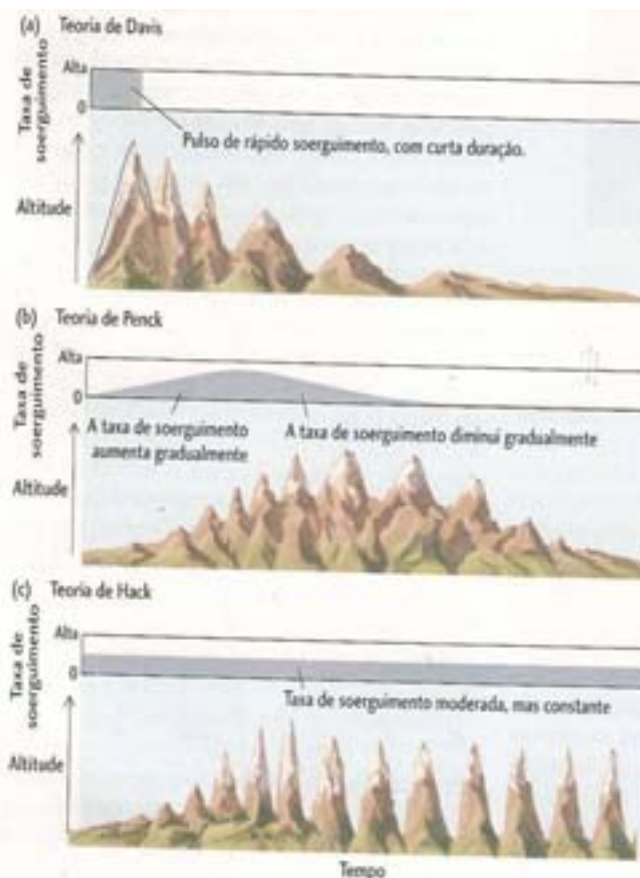 (a) Teoria de Davis
Taxa de
soerguimento
Alta
0
Pulso de rápido soerguimento, com curta duração.
Altitude
(b) Teoria de Penck
Taxa de
soerguimento
Alta
0
A taxa de soerguimento
aumenta gradualmente
A taxa de soerguimento diminui gradualmente
Altitude
(c) Teoria de Hack
Taxa de
soerguimento
Alta
0
Taxa de soerguimento moderada, mas constante
Altitude
Tempo